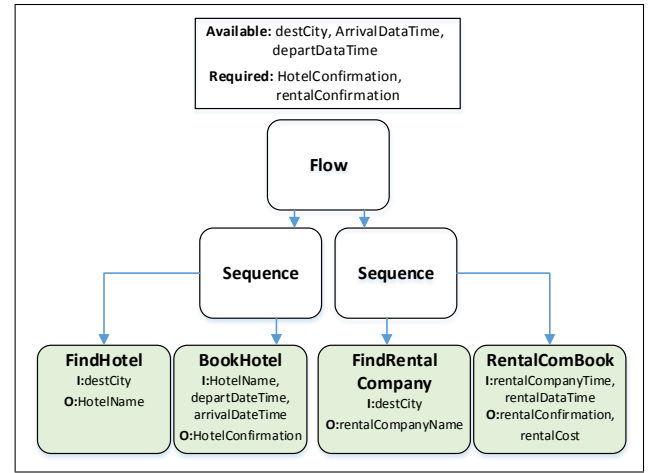 Available: destCity, ArrivalDataTime,
departDataTime
Required: HotelConfirmation,
rentalConfirmation
Flow
Sequence
Sequence
FindHotel
I:destCity
O:HotelName
BookHotel
I:HotelName,
departDateTime,
arrivalDateTime
O:HotelConfirmation
FindRental
Company
I:destCity
O:rentalCompanyName
RentalComBook
I:rentalCompanyTime,
rentalDataTime
O:rentalConfirmation,
rentalCost